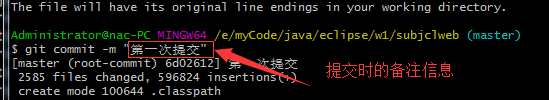 The file will have its original line endings in your working directory.
Administrator@nac-PC MINGW64 /e/myCode/java/eclipse/w1/subjclweb (master)
$ git commit -m "第一次提交"
[master (root-commit) 6d02612] 第一次提交
2585 files changed, 596824 insertions(+)
create mode 100644 .classpath
提交时的备注信息